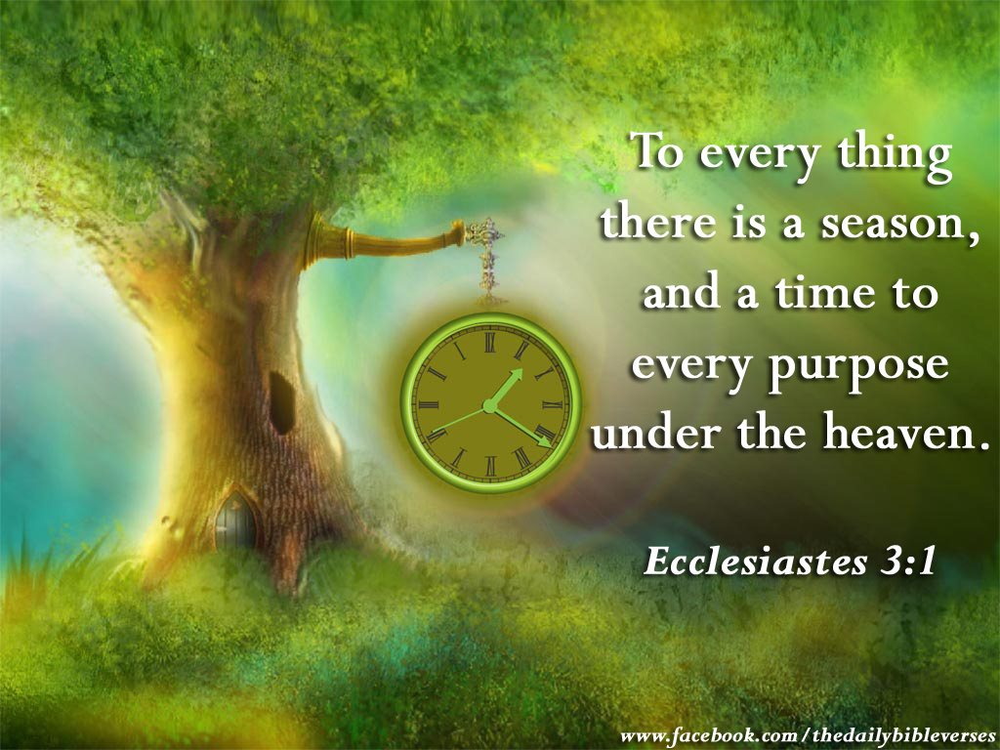 To every thing
there is a season,
and a time to
every purpose
under the heaven.
Ecclesiastes 3:1
www.facebook.com/thedailybibleverses